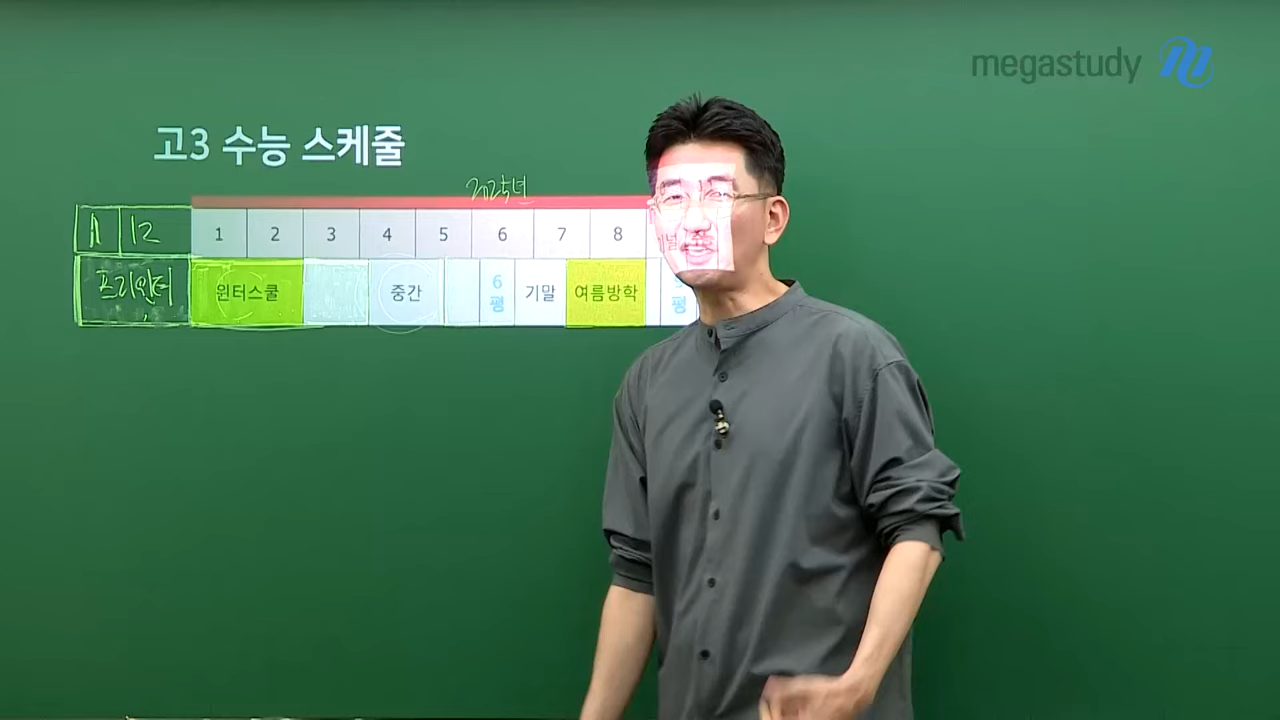 megastudy
고3 수능 스케줄
2025년
11 12 1 2 3 4 5 6 7 8
프리윈터 윈터스쿨 중간 6평 기말 여름방학 평